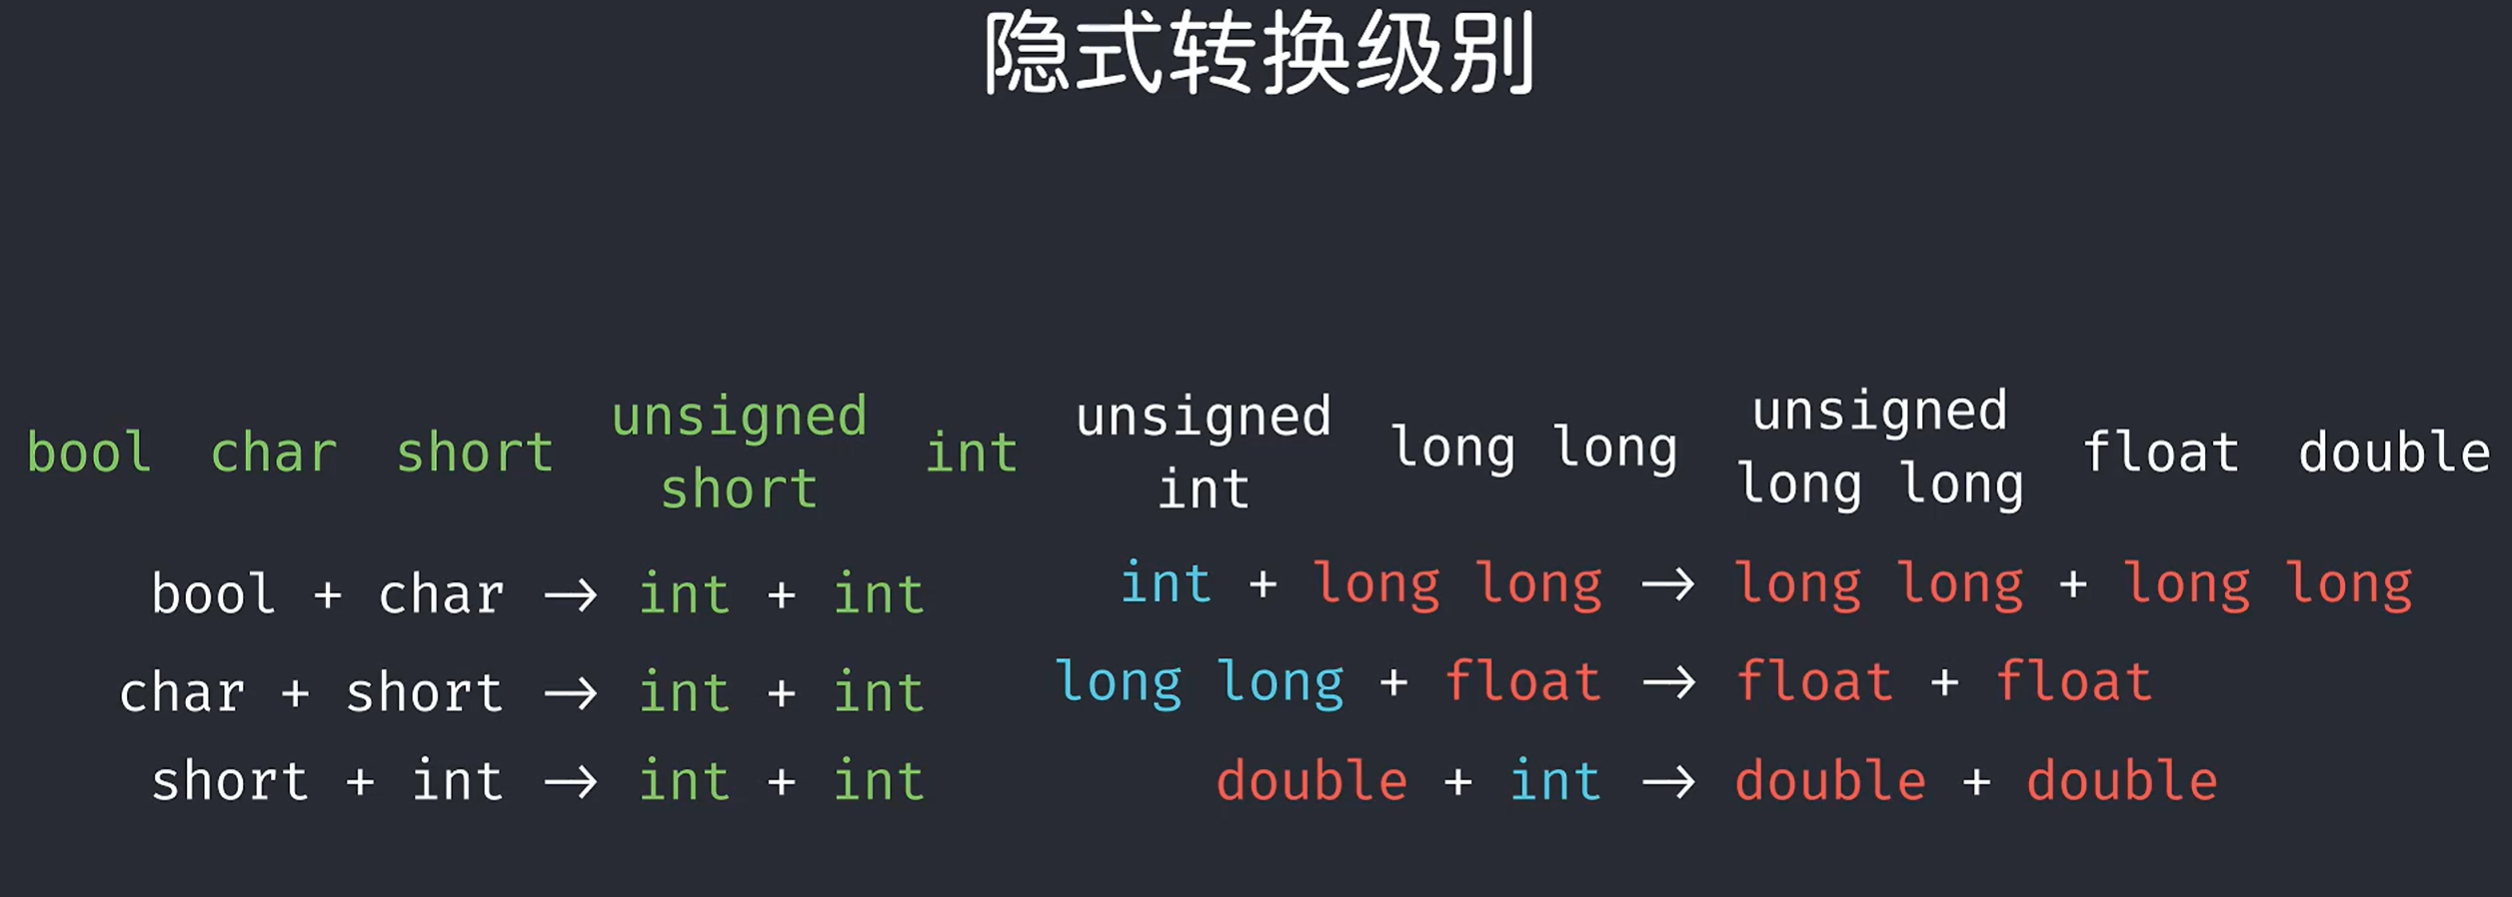 隐式转换级别
bool char short unsigned short int unsigned int long long unsigned long long float double
bool + char → int + int
char + short → int + int
short + int → int + int
int + long long → long long + long long
long long + float → float + float
double + int → double + double